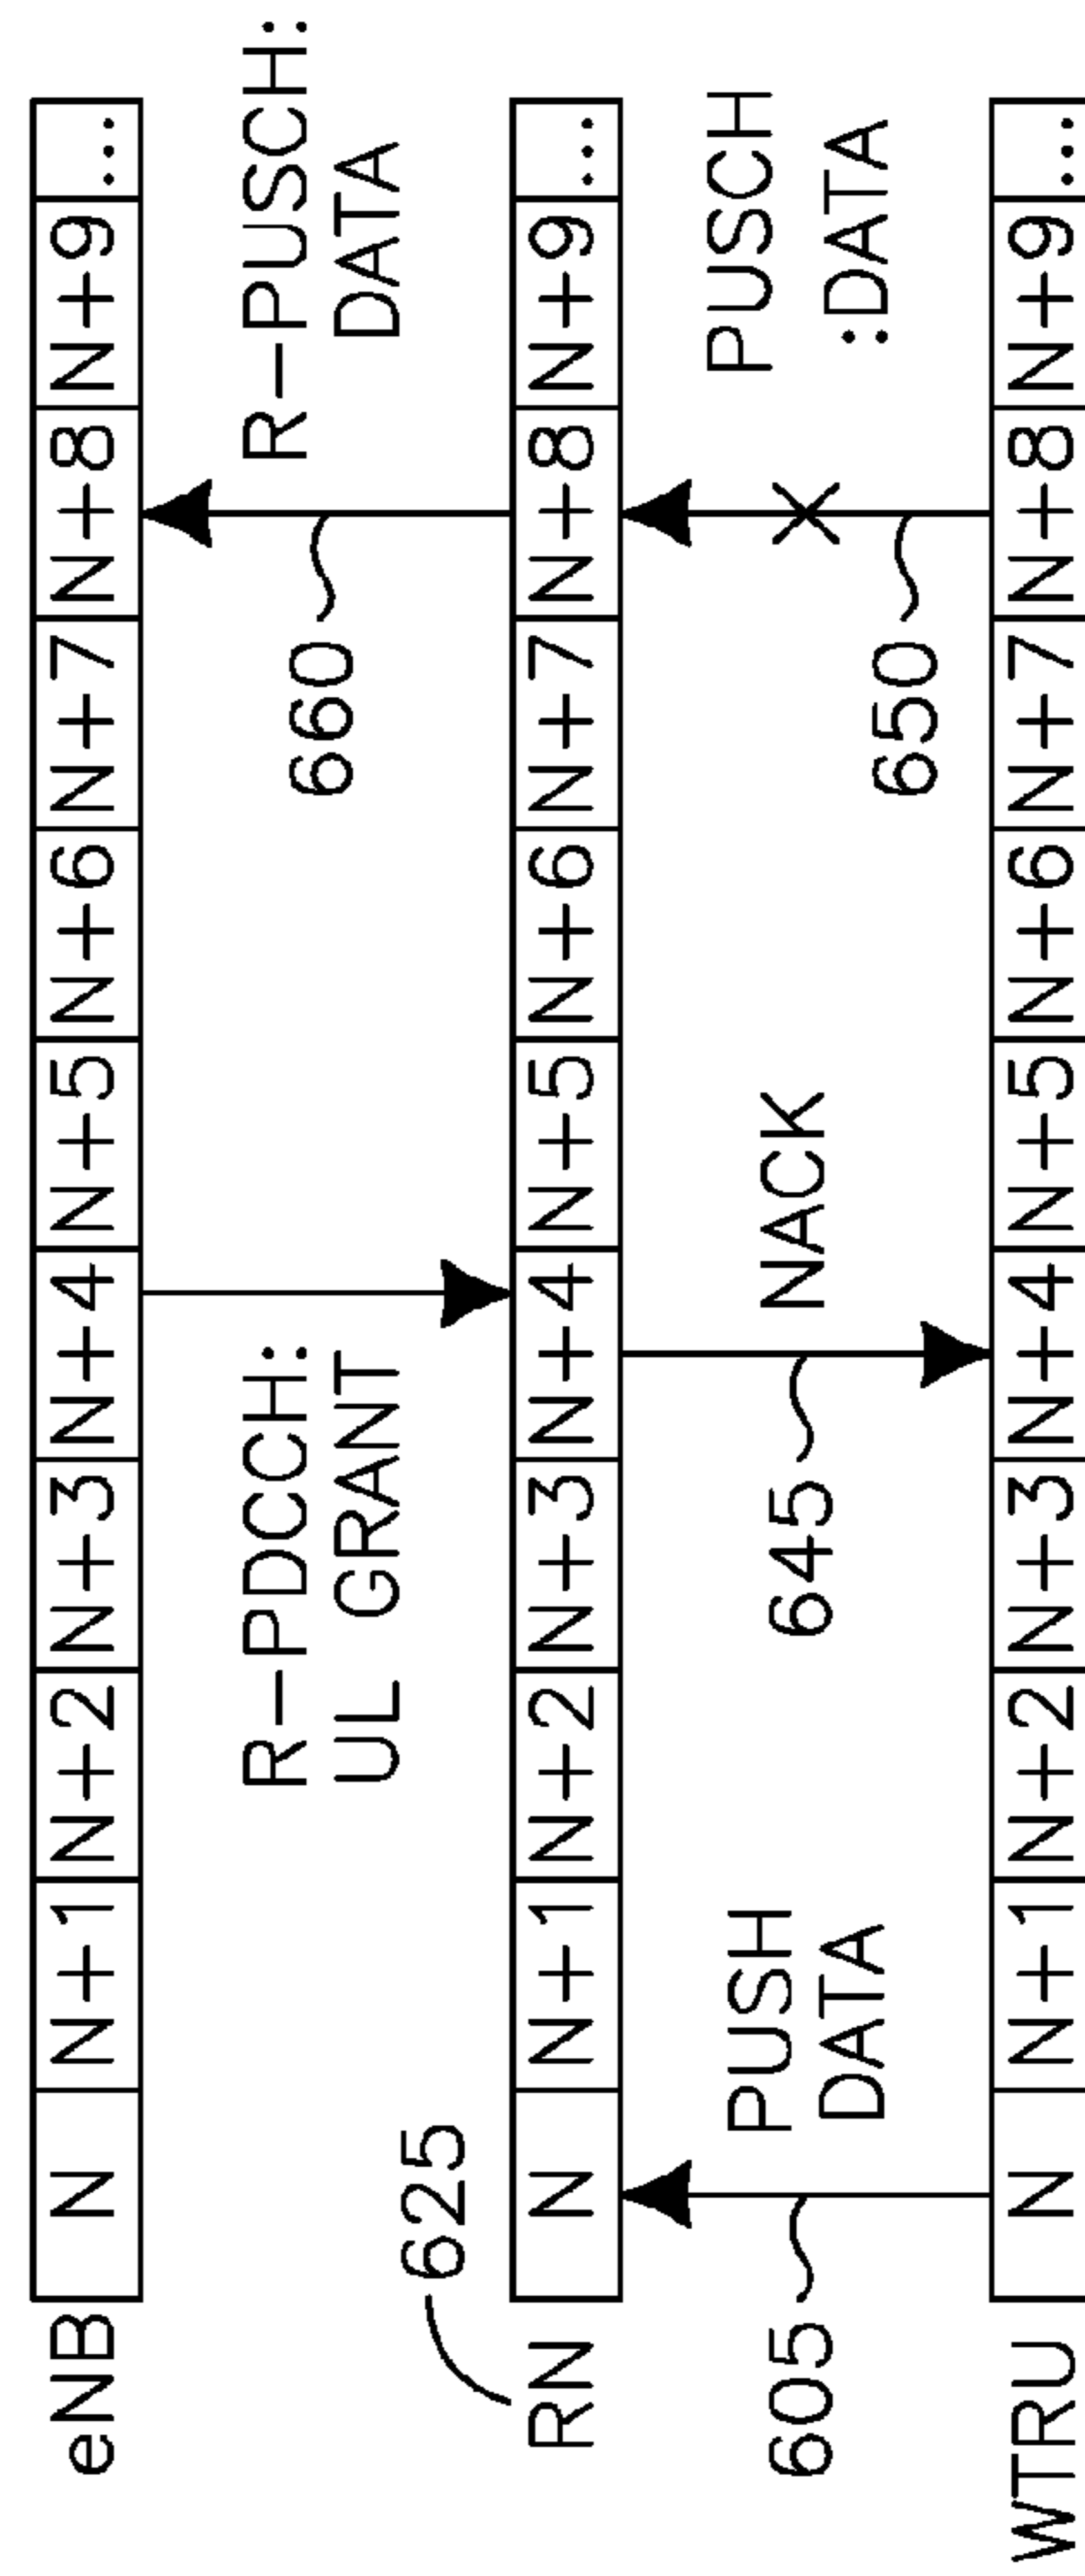 eNB N N+1 N+2 N+3 N+4 N+5 N+6 N+7 N+8 N+9 ...
R-PDCCH:
UL GRANT
660
R-PUSCH:
DATA
625
RN N N+1 N+2 N+3 N+4 N+5 N+6 N+7 N+8 N+9 ...
605
PUSH
DATA
645
NACK
650
PUSCH
:DATA
WTRU N N+1 N+2 N+3 N+4 N+5 N+6 N+7 N+8 N+9 ...